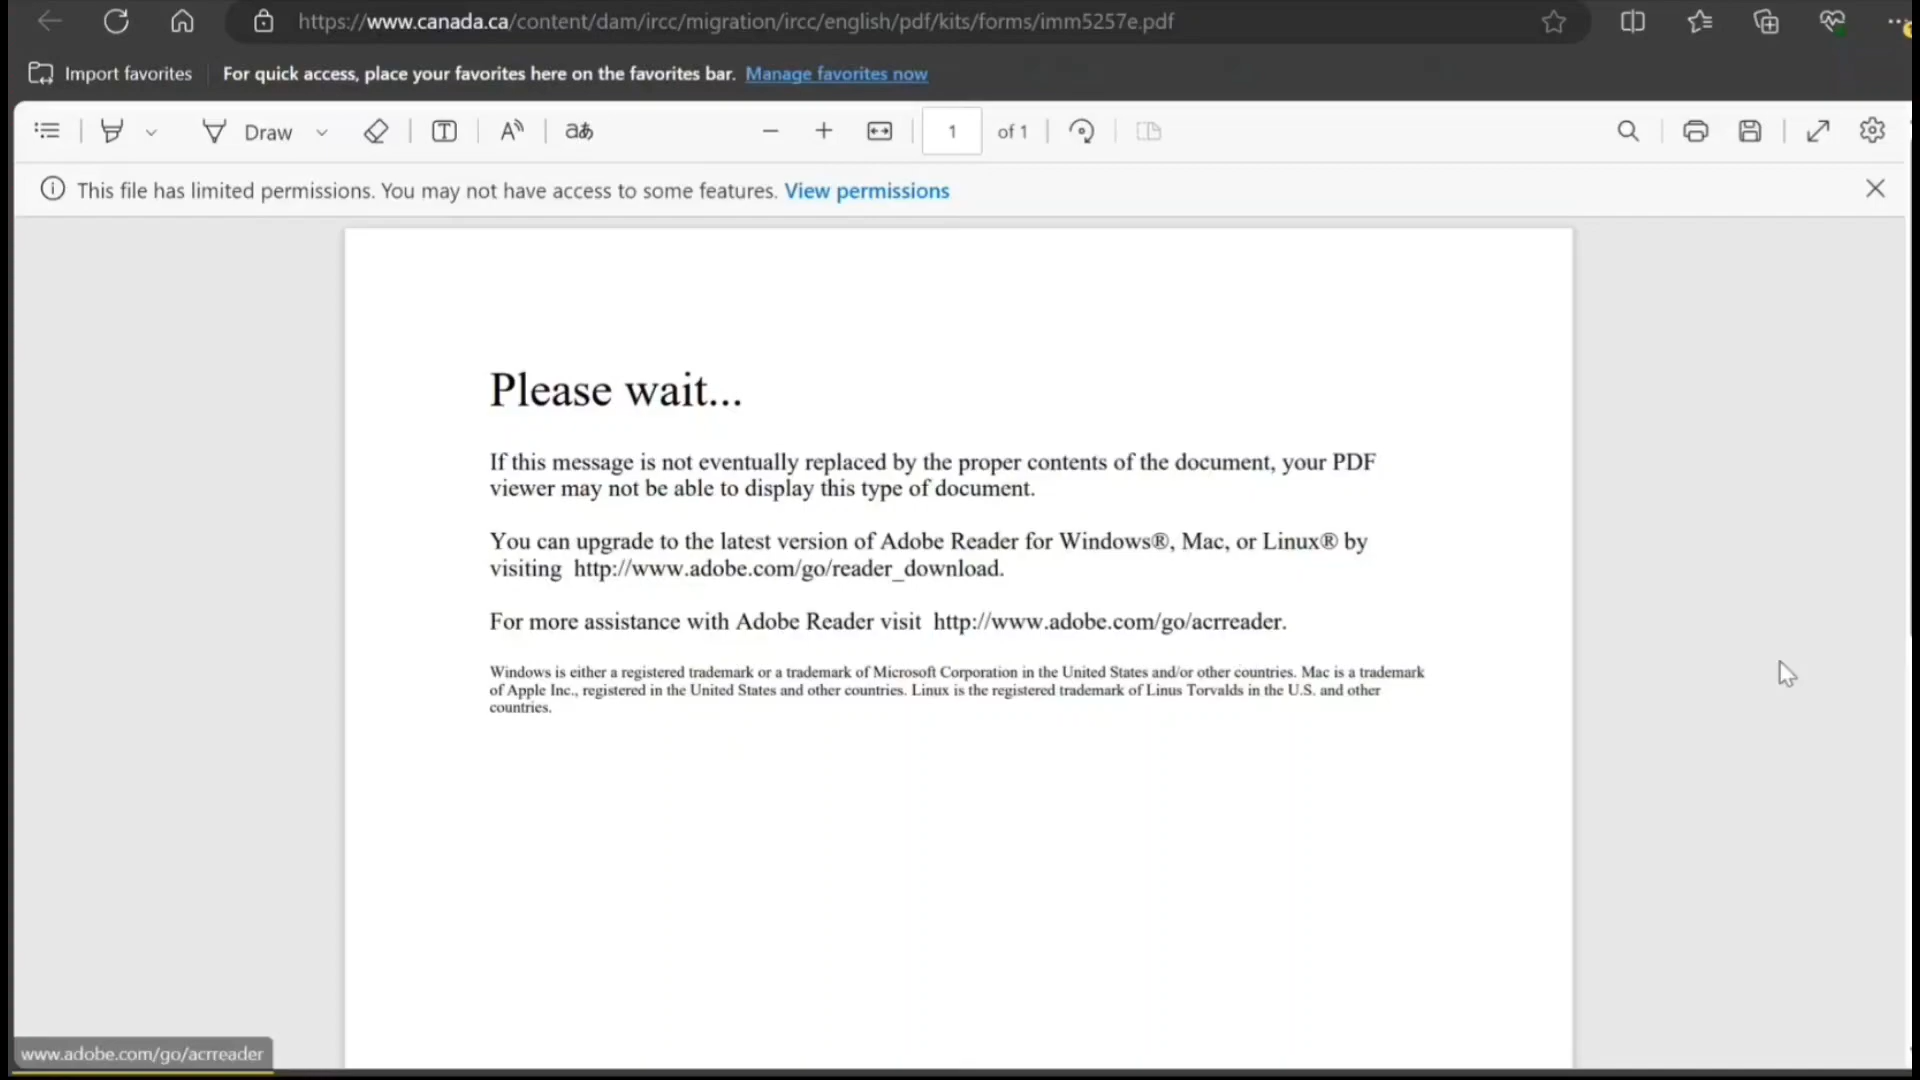 https://www.canada.ca/content/dam/ircc/migration/ircc/english/pdf/kits/forms/imm5257e.pdf
Import favorites For quick access, place your favorites here on the favorites bar. Manage favorites now
Draw aあ 1 of 1
This file has limited permissions. You may not have access to some features. View permissions
Please wait...
If this message is not eventually replaced by the proper contents of the document, your PDF
viewer may not be able to display this type of document.
You can upgrade to the latest version of Adobe Reader for Windows®, Mac, or Linux® by
visiting http://www.adobe.com/go/reader_download.
For more assistance with Adobe Reader visit http://www.adobe.com/go/acrreader.
Windows is either a registered trademark or a trademark of Microsoft Corporation in the United States and/or other countries. Mac is a trademark
of Apple Inc., registered in the United States and other countries. Linux is the registered trademark of Linus Torvalds in the U.S. and other
countries.
www.adobe.com/go/acrreader